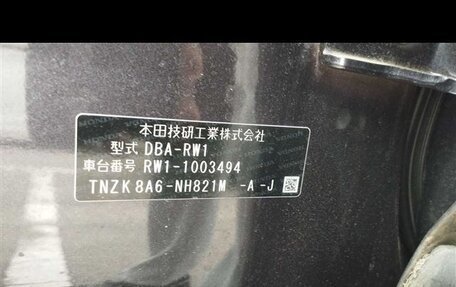 本田技研工業株式会社
型式 DBA-RW1
車台番号 RW1-1003494
TNZK 8A6-NH821M -A-J